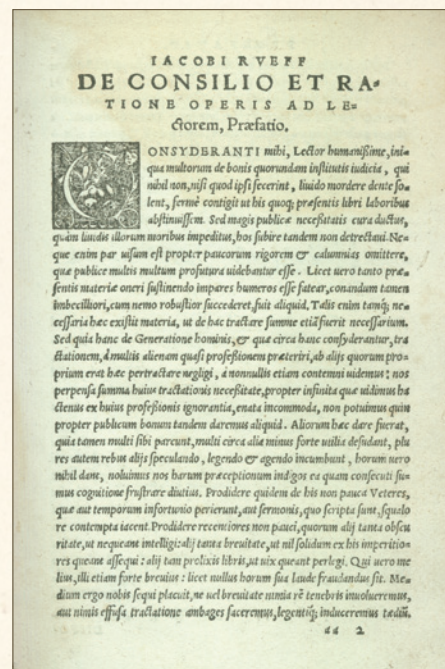 IACOBI RVEFF
DE CONSILIO ET RA-
TIONE OPERIS AD LE-
ctorem, Præfatio.
CONSYDERANTI mihi, Lector humanißime, ini-
qua multorum de bonis quorundam institutis iudicia, qui
nihil non, nisi quod ipsi fecerint, liuido mordere dente so-
lent, fermè contigit ut his quoq; præsentis libri laboribus
abstinuissem. Sed magis publicæ neceßitatis cura ductus,
quàm liuidis illorum moribus impeditus, hos subire tandem non detrectaui. Ne-
que enim par uisum est propter paucorum rigorem & calumnias omittere,
quæ publice multis multum profutura uidebantur esse. Licet uero tanto præ-
sentis materiæ oneri sustinendo impares humeros esse fatear, conandum tamen
imbecilliori, cum nemo robustior succederet, fuit aliquid. Talis enim tamq; ne-
cessaria hæc existit materia, ut de hac tractare summe etiā fuerit necessarium.
Sed quia hanc de Generatione hominis, & quæ circa hanc consyderantur, tra-
ctationem, à multis alienam quasi profeßionem præteriri, ab alijs quorum pro-
prium erat hæc pertractare negligi, à nonnullis etiam contemni uidemus: nos
perpensa summa huius tractationis neceßitate, propter infinita quæ uidimus ha-
ctenus ex huius profeßionis ignorantia, enata incommoda, non potuimus quin
propter publicum bonum tandem daremus aliquid. Aliorum hæc dare fuerat,
quia tamen multi sibi parcunt, multi circa alia minus forte utilia desudant, plu
res autem rebus alijs speculando, legendo & agendo incumbunt, horum uero
nihil dant, noluimus nos harum præceptionum indigos ea quam consecuti su-
mus cognitione frustrare diutius. Prodidere quidem de his non pauca Veteres,
quæ aut temporum infortunio perierunt, aut sermonis, quo scripta sunt, squalo
re contempta iacent. Prodidere recentiores non pauci, quorum alij tanta obscu
ritate, ut nequeant intelligi: alij tanta breuitate, ut nil solidum ex his imperitio-
res queant assequi: alij tam prolixis libris, ut uix queant perlegi. Qui uero me
lius, illi etiam forte breuius: licet nullus horum sua laude fraudandus sit. Me-
dium ergo nobis sequi placuit, ne uel breuitate nimia rē tenebris inuolueremus,
aut nimis effusa tractatione ambages faceremus, legentiq; induceremus tædiū.
aa 2